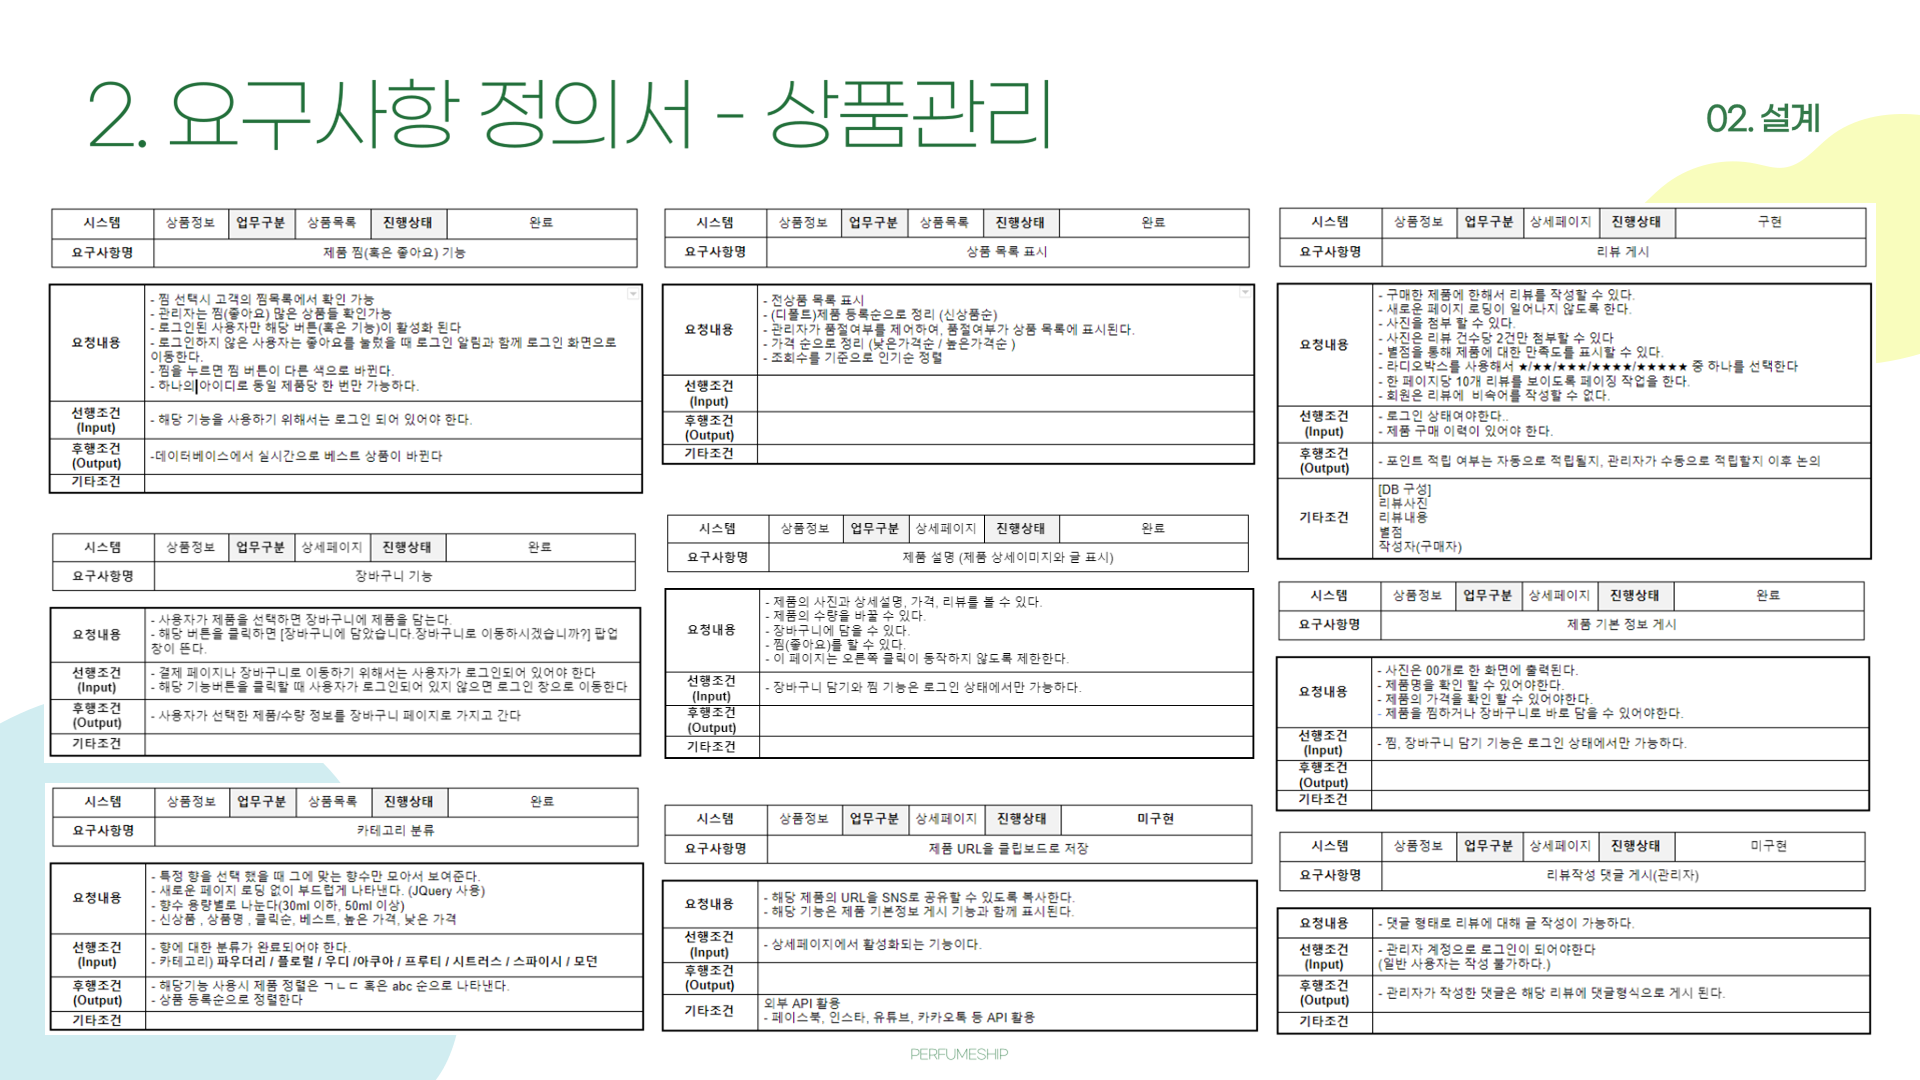 2. 요구사항 정의서 - 상품관리
02. 설계
시스템 상품정보 업무구분 상품목록 진행상태 완료
요구사항명 제품 찜(혹은 좋아요) 기능
요청내용
- 찜 선택시 고객의 찜목록에서 확인 가능
- 관리자는 찜(좋아요) 많은 상품들 확인가능
- 로그인된 사용자만 해당 버튼(혹은 기능)이 활성화 된다
- 로그인하지 않은 사용자는 좋아요를 눌렀을 때 로그인 알림과 함께 로그인 화면으로
이동한다.
- 찜을 누르면 찜 버튼이 다른 색으로 바뀐다.
- 하나의 아이디로 동일 제품당 한 번만 가능하다.
선행조건
(Input)
- 해당 기능을 사용하기 위해서는 로그인 되어 있어야 한다.
후행조건
(Output)
-데이터베이스에서 실시간으로 베스트 상품이 바뀐다
기타조건
시스템 상품정보 업무구분 상세페이지 진행상태 완료
요구사항명 장바구니 기능
요청내용
- 사용자가 제품을 선택하면 장바구니에 제품을 담는다.
- 해당 버튼을 클릭하면 [장바구니에 담았습니다.장바구니로 이동하시겠습니까?] 팝업
창이 뜬다.
선행조건
(Input)
- 결제 페이지나 장바구니로 이동하기 위해서는 사용자가 로그인되어 있어야 한다
- 해당 기능버튼을 클릭할 때 사용자가 로그인되어 있지 않으면 로그인 창으로 이동한다
후행조건
(Output)
- 사용자가 선택한 제품/수량 정보를 장바구니 페이지로 가지고 간다
기타조건
시스템 상품정보 업무구분 상품목록 진행상태 완료
요구사항명 카테고리 분류
요청내용
- 특정 향을 선택 했을 때 그에 맞는 향수만 모아서 보여준다.
- 새로운 페이지 로딩 없이 부드럽게 나타낸다. (JQuery 사용)
- 향수 용량별로 나눈다(30ml 이하, 50ml 이상)
- 신상품 , 상품명 , 클릭순, 베스트, 높은 가격, 낮은 가격
선행조건
(Input)
- 향에 대한 분류가 완료되어야 한다.
- 카테고리) 파우더리 / 플로럴 / 우디 /아쿠아 / 프루티 / 시트러스 / 스파이시 / 모던
후행조건
(Output)
- 해당기능 사용시 제품 정렬은 ㄱㄴㄷ 혹은 abc 순으로 나타낸다.
- 상품 등록순으로 정렬한다
기타조건
시스템 상품정보 업무구분 상품목록 진행상태 완료
요구사항명 상품 목록 표시
요청내용
- 전상품 목록 표시
- (디폴트)제품 등록순으로 정리 (신상품순)
- 관리자가 품절여부를 제어하여, 품절여부가 상품 목록에 표시된다.
- 가격 순으로 정리 (낮은가격순 / 높은가격순 )
- 조회수를 기준으로 인기순 정렬
선행조건
(Input)
후행조건
(Output)
기타조건
시스템 상품정보 업무구분 상세페이지 진행상태 완료
요구사항명 제품 설명 (제품 상세이미지와 글 표시)
요청내용
- 제품의 사진과 상세설명, 가격, 리뷰를 볼 수 있다.
- 제품의 수량을 바꿀 수 있다.
- 장바구니에 담을 수 있다.
- 찜(좋아요)를 할 수 있다.
- 이 페이지는 오른쪽 클릭이 동작하지 않도록 제한한다.
선행조건
(Input)
- 장바구니 담기와 찜 기능은 로그인 상태에서만 가능하다.
후행조건
(Output)
기타조건
시스템 상품정보 업무구분 상세페이지 진행상태 미구현
요구사항명 제품 URL을 클립보드로 저장
요청내용
- 해당 제품의 URL을 SNS로 공유할 수 있도록 복사한다.
- 해당 기능은 제품 기본정보 게시 기능과 함께 표시된다.
선행조건
(Input)
- 상세페이지에서 활성화되는 기능이다.
후행조건
(Output)
기타조건
외부 API 활용
- 페이스북, 인스타, 유튜브, 카카오톡 등 API 활용
시스템 상품정보 업무구분 상세페이지 진행상태 구현
요구사항명 리뷰 게시
요청내용
- 구매한 제품에 한해서 리뷰를 작성할 수 있다.
- 새로운 페이지 로딩이 일어나지 않도록 한다.
- 사진을 첨부 할 수 있다.
- 사진은 리뷰 건수당 2건만 첨부할 수 있다
- 별점을 통해 제품에 대한 만족도를 표시할 수 있다.
- 라디오박스를 사용해서 ★/★★/★★★/★★★★/★★★★★ 중 하나를 선택한다
- 한 페이지당 10개 리뷰를 보이도록 페이징 작업을 한다.
- 회원은 리뷰에 비속어를 작성할 수 없다.
선행조건
(Input)
- 로그인 상태여야한다..
- 제품 구매 이력이 있어야 한다.
후행조건
(Output)
- 포인트 적립 여부는 자동으로 적립될지, 관리자가 수동으로 적립할지 이후 논의
기타조건
[DB 구성]
리뷰사진
리뷰내용
별점
작성자(구매자)
시스템 상품정보 업무구분 상세페이지 진행상태 완료
요구사항명 제품 기본 정보 게시
요청내용
- 사진은 00개로 한 화면에 출력된다.
- 제품명을 확인 할 수 있어야한다.
- 제품의 가격을 확인 할 수 있어야한다.
- 제품을 찜하거나 장바구니로 바로 담을 수 있어야한다.
선행조건
(Input)
- 찜, 장바구니 담기 기능은 로그인 상태에서만 가능하다.
후행조건
(Output)
기타조건
시스템 상품정보 업무구분 상세페이지 진행상태 미구현
요구사항명 리뷰작성 댓글 게시(관리자)
요청내용
- 댓글 형태로 리뷰에 대해 글 작성이 가능하다.
선행조건
(Input)
- 관리자 계정으로 로그인이 되어야한다
(일반 사용자는 작성 불가하다.)
후행조건
(Output)
- 관리자가 작성한 댓글은 해당 리뷰에 댓글형식으로 게시 된다.
기타조건
PERFUMESHIP